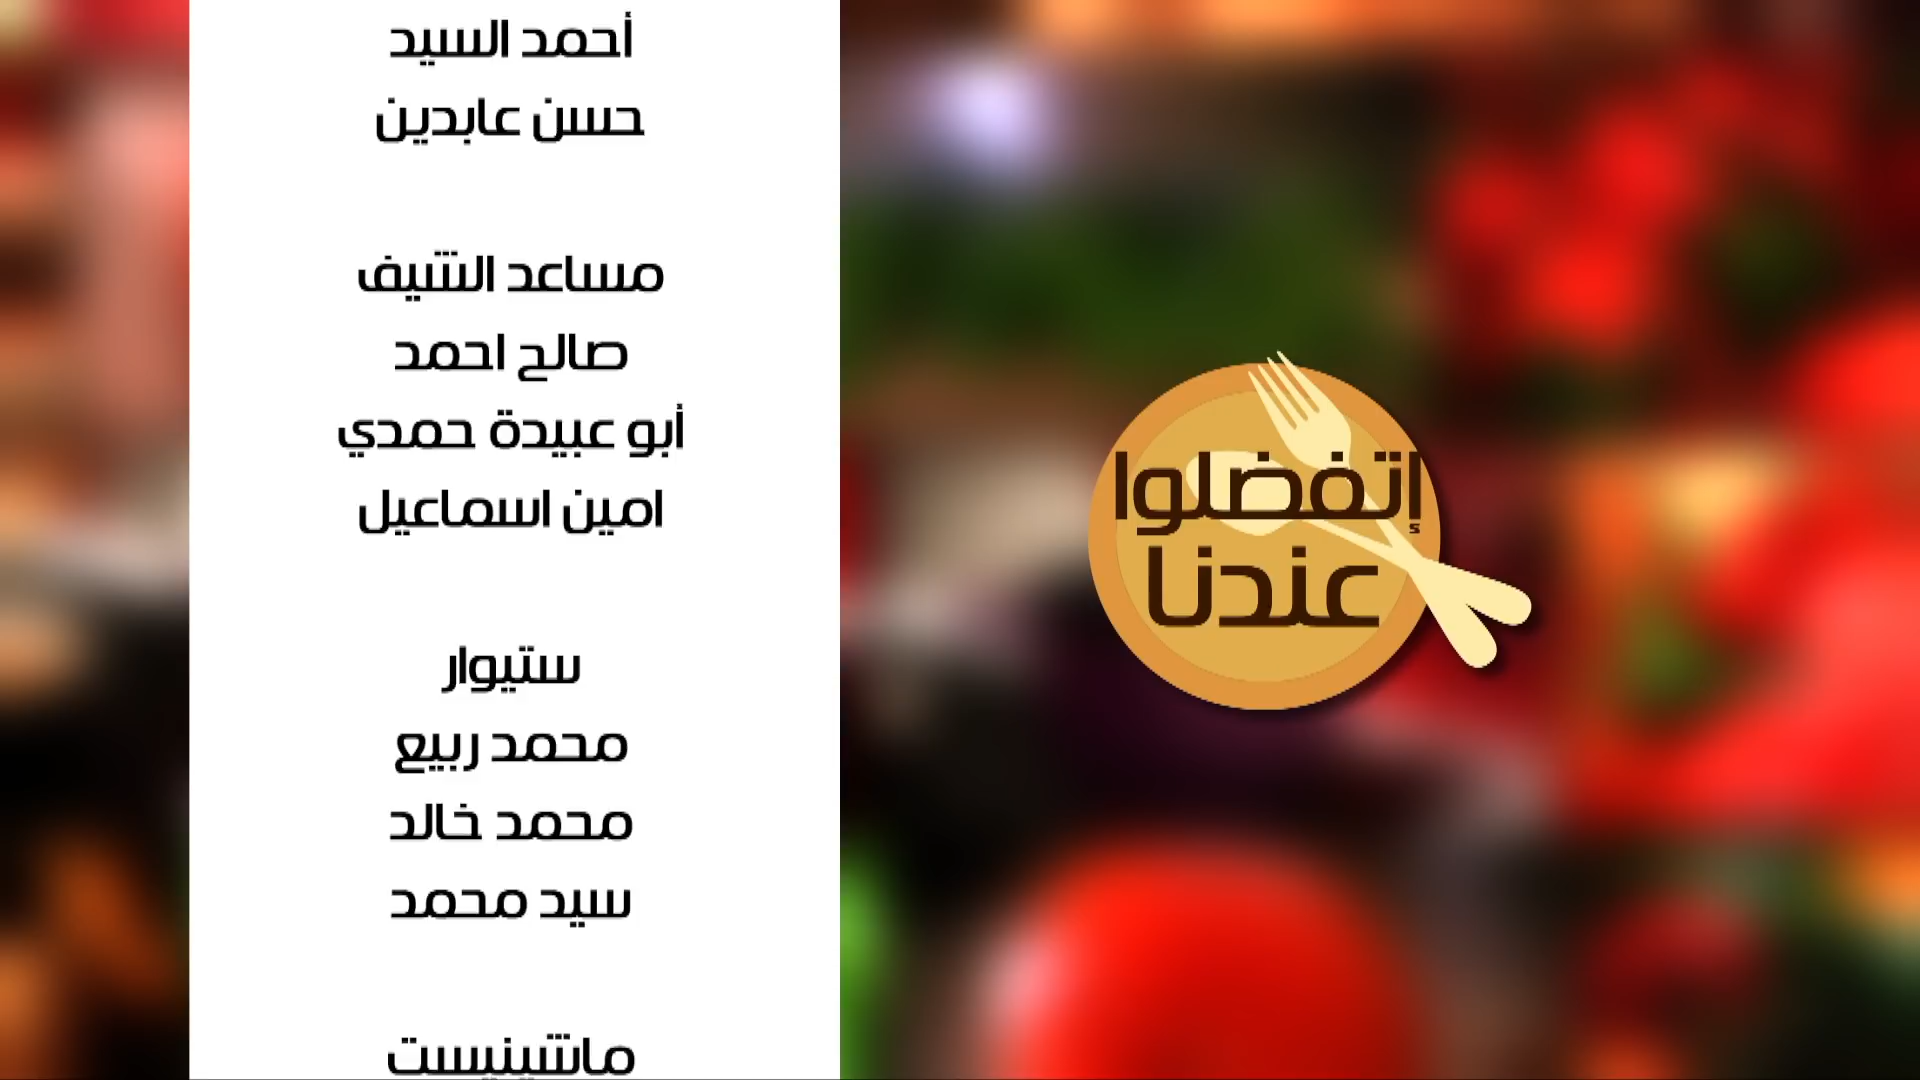 أحمد السيد
حسن عابدين
مساعد الشيف
صالح احمد
أبو عبيدة حمدي
امين اسماعيل
ستيوار
محمد ربيع
محمد خالد
سيد محمد
ماشينيست
إتفضلوا
عندنا